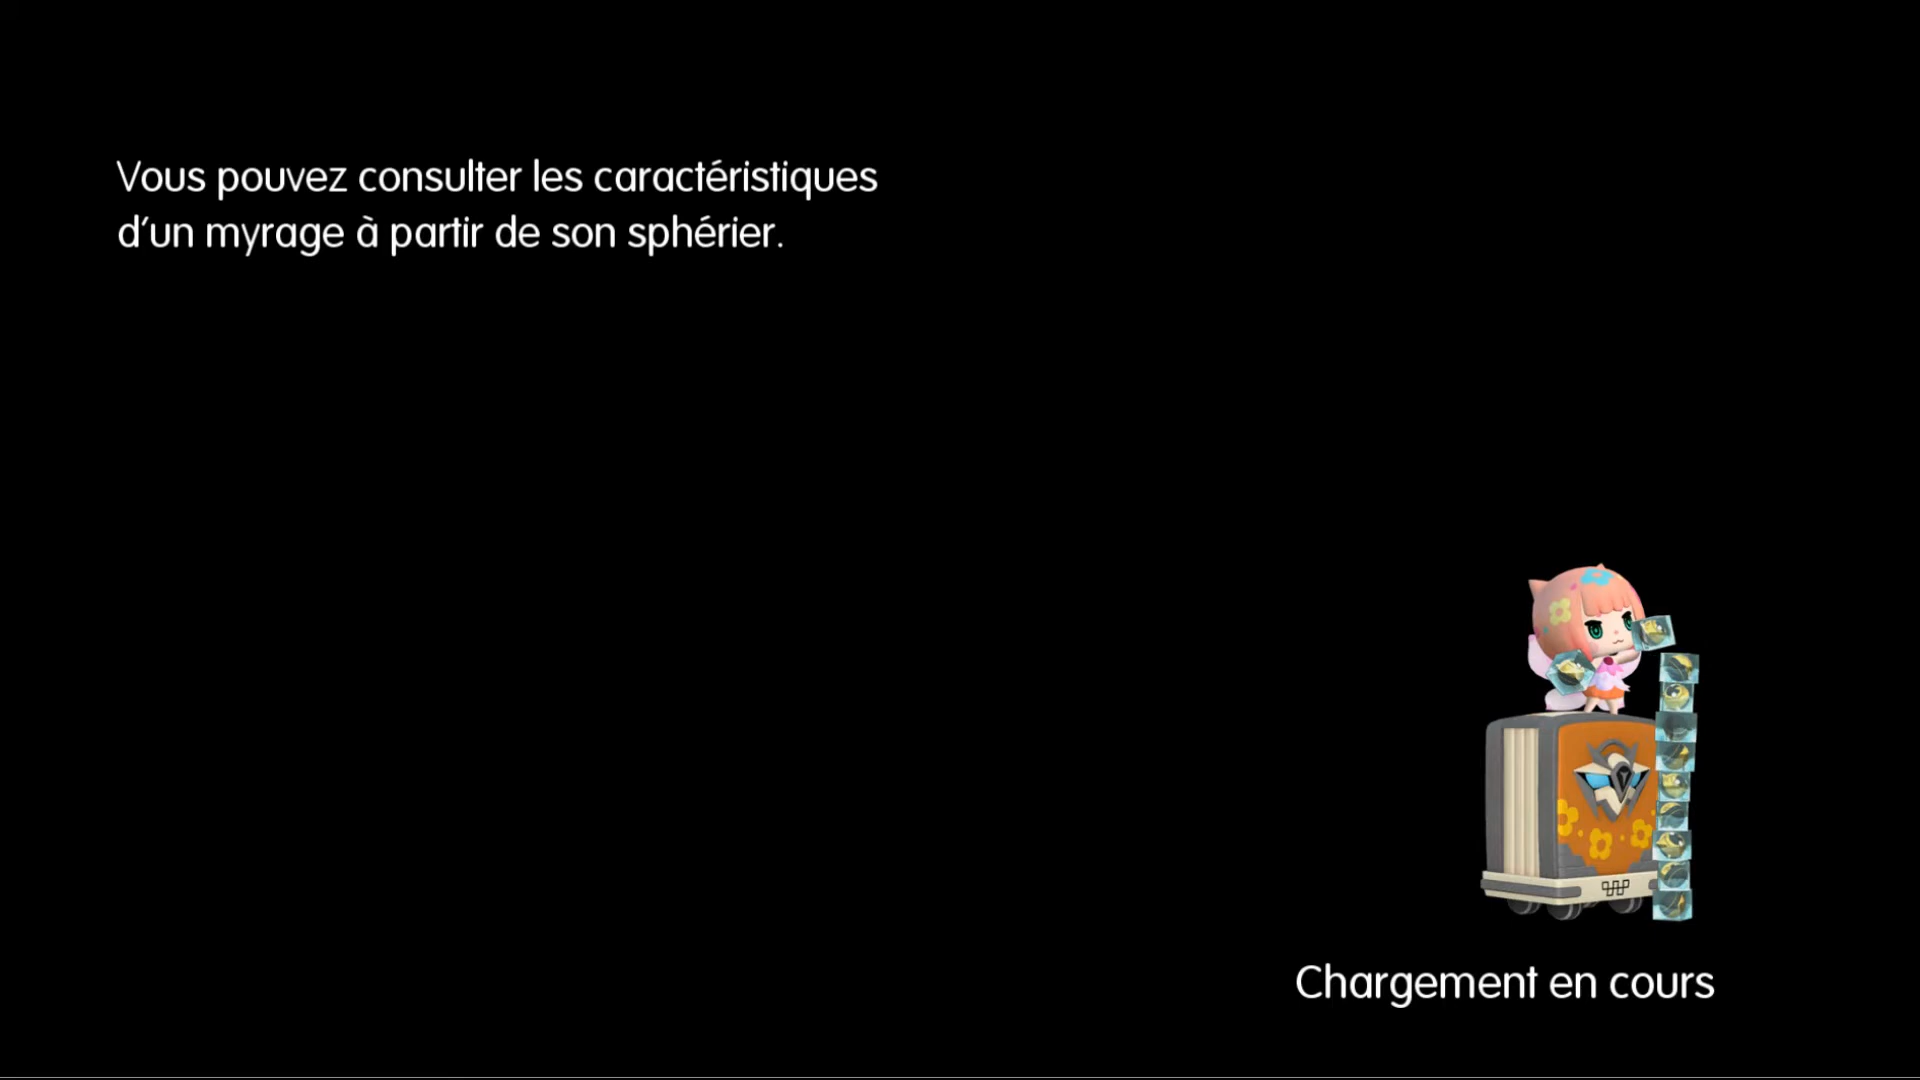 Vous pouvez consulter les caractéristiques
d'un myrage à partir de son sphérier.
Chargement en cours